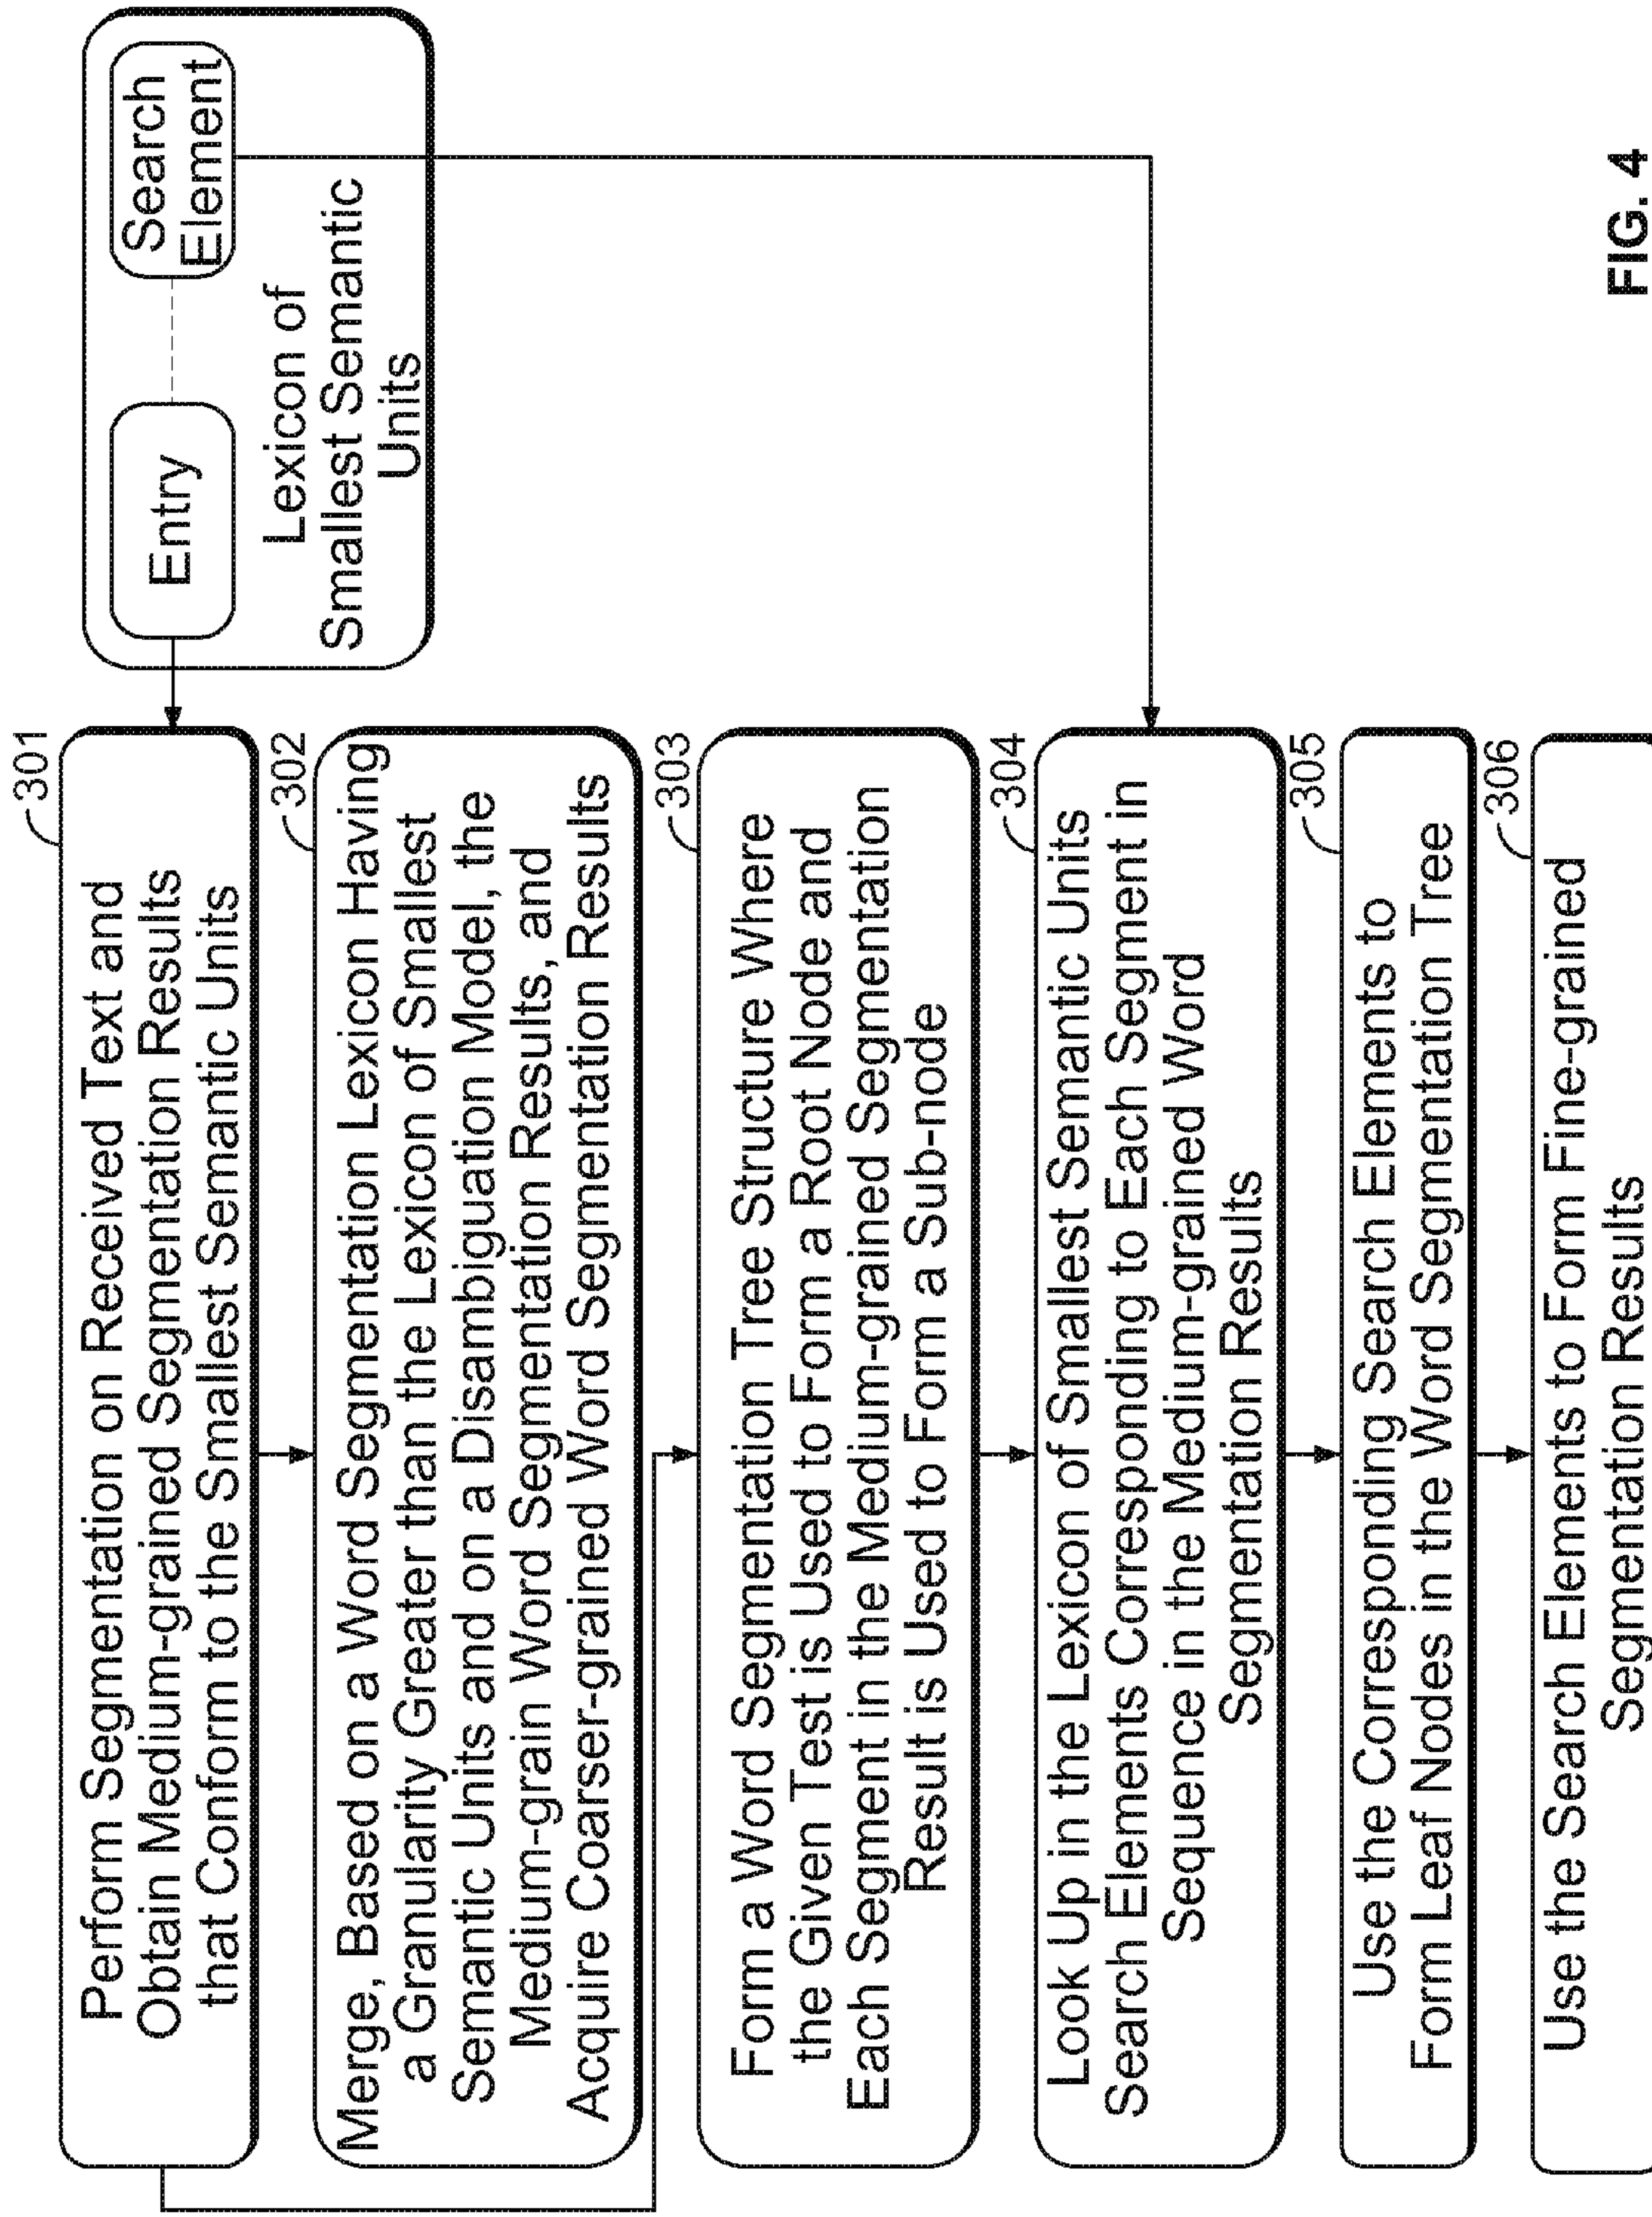 301
Perform Segmentation on Received Text and
Obtain Medium-grained Segmentation Results
that Conform to the Smallest Semantic Units
302
Merge, Based on a Word Segmentation Lexicon Having
a Granularity Greater than the Lexicon of Smallest
Semantic Units and on a Disambiguation Model, the
Medium-grain Word Segmentation Results, and
Acquire Coarser-grained Word Segmentation Results
303
Form a Word Segmentation Tree Structure Where
the Given Test is Used to Form a Root Node and
Each Segment in the Medium-grained Segmentation
Result is Used to Form a Sub-node
304
Look Up in the Lexicon of Smallest Semantic Units
Search Elements Corresponding to Each Segment in
Sequence in the Medium-grained Word
Segmentation Results
305
Use the Corresponding Search Elements to
Form Leaf Nodes in the Word Segmentation Tree
306
Use the Search Elements to Form Fine-grained
Segmentation Results
Entry
Search
Element
Lexicon of
Smallest Semantic
Units
FIG. 4